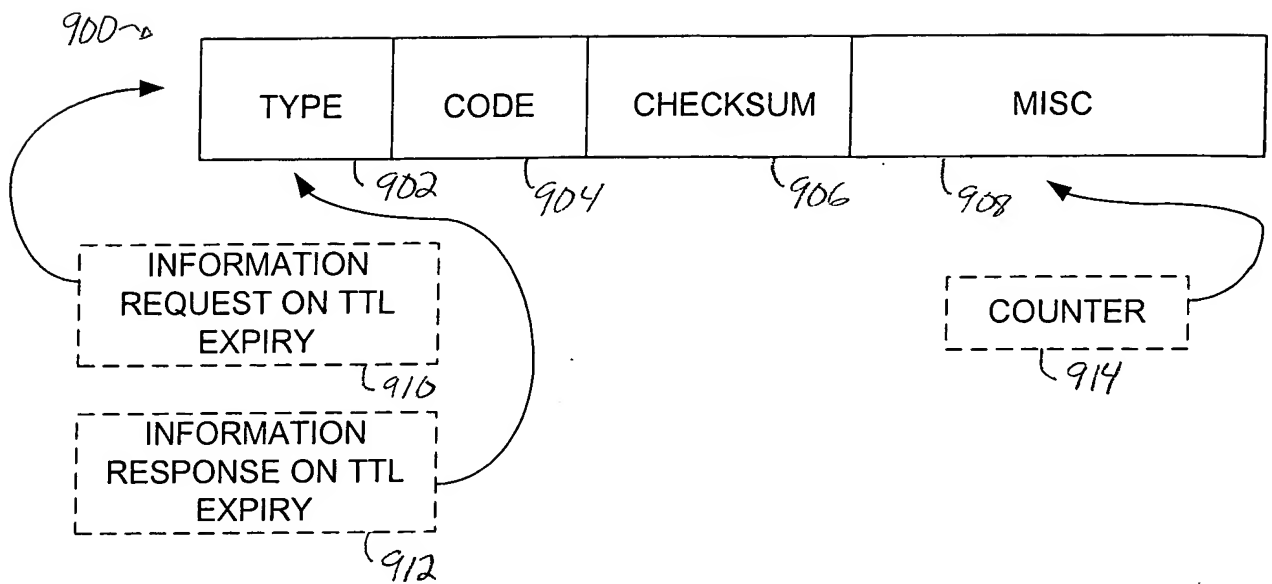 900
TYPE CODE CHECKSUM MISC
902 904 906 908
INFORMATION
REQUEST ON TTL
EXPIRY
910
COUNTER
914
INFORMATION
RESPONSE ON TTL
EXPIRY
912